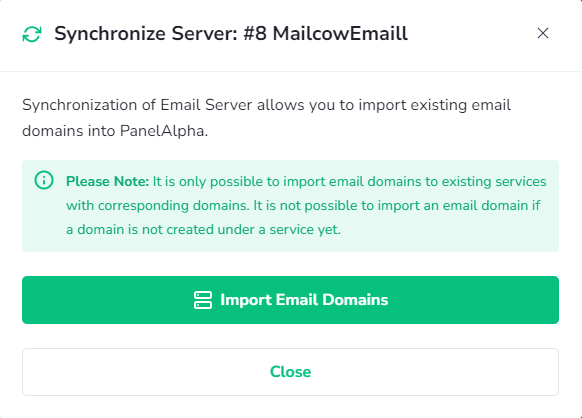 Synchronize Server: #8 MailcowEmaill
Synchronization of Email Server allows you to import existing email
domains into PanelAlpha.
Please Note: It is only possible to import email domains to existing services
with corresponding domains. It is not possible to import an email domain if
a domain is not created under a service yet.
Import Email Domains
Close